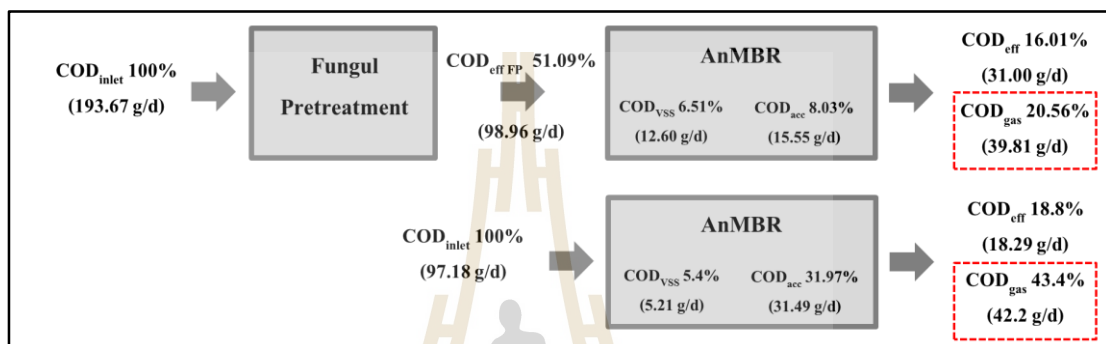 COD_inlet 100%
(193.67 g/d)
Fungul
Pretreatment
COD_eff FP 51.09%
(98.96 g/d)
AnMBR
COD_VSS 6.51%
(12.60 g/d)
COD_acc 8.03%
(15.55 g/d)
COD_eff 16.01%
(31.00 g/d)
COD_gas 20.56%
(39.81 g/d)
COD_inlet 100%
(97.18 g/d)
AnMBR
COD_VSS 5.4%
(5.21 g/d)
COD_acc 31.97%
(31.49 g/d)
COD_eff 18.8%
(18.29 g/d)
COD_gas 43.4%
(42.2 g/d)